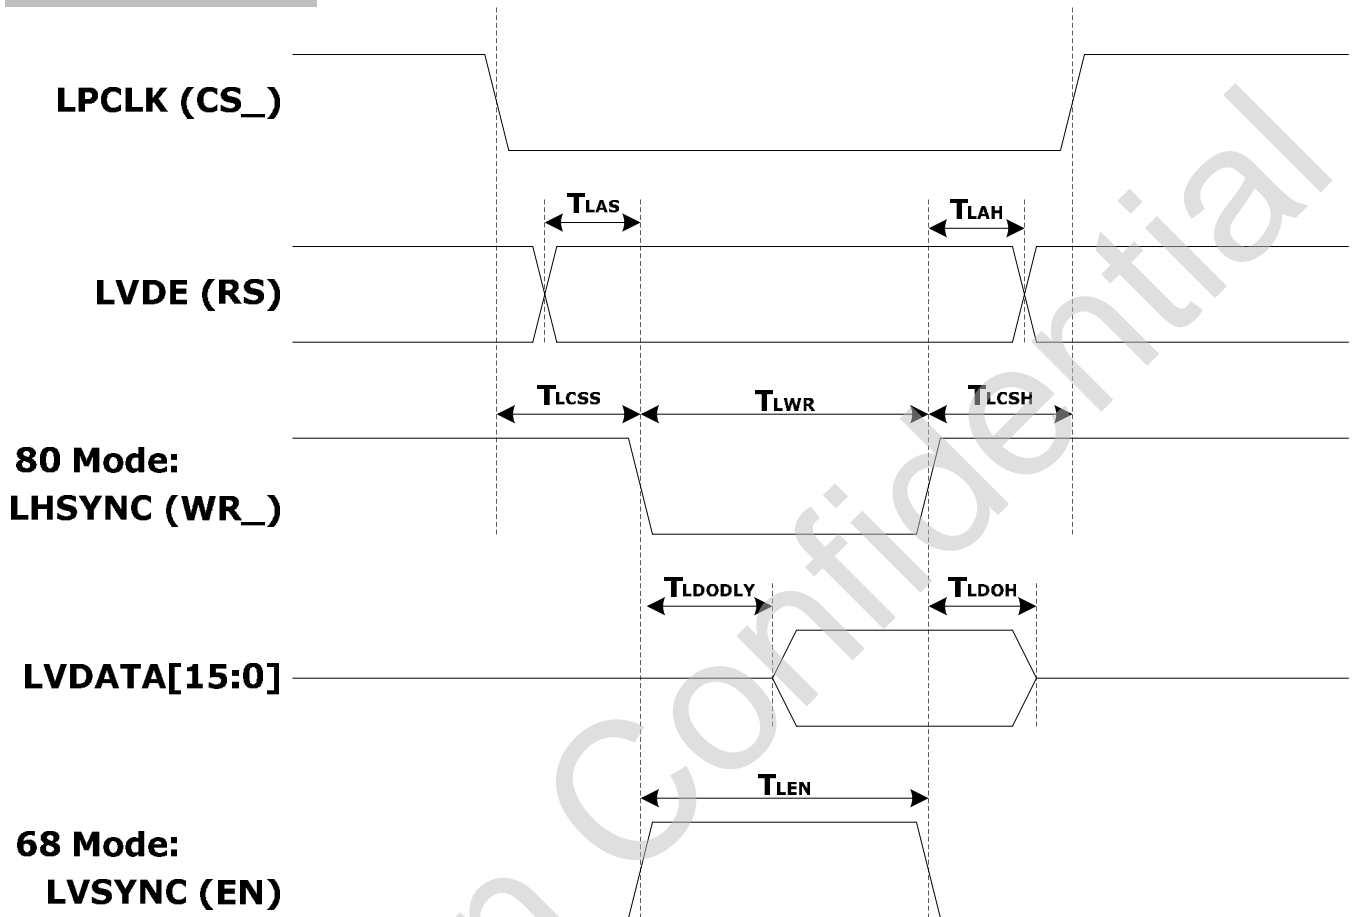 LPCLK (CS_)
TLAS
TLAH
LVDE (RS)
TLCSS
TLWR
TLCSH
80 Mode:
LHSYNC (WR_)
TLDODLY
TLDOH
LVDATA[15:0]
TLEN
68 Mode:
LVSYNC (EN)
Confidential